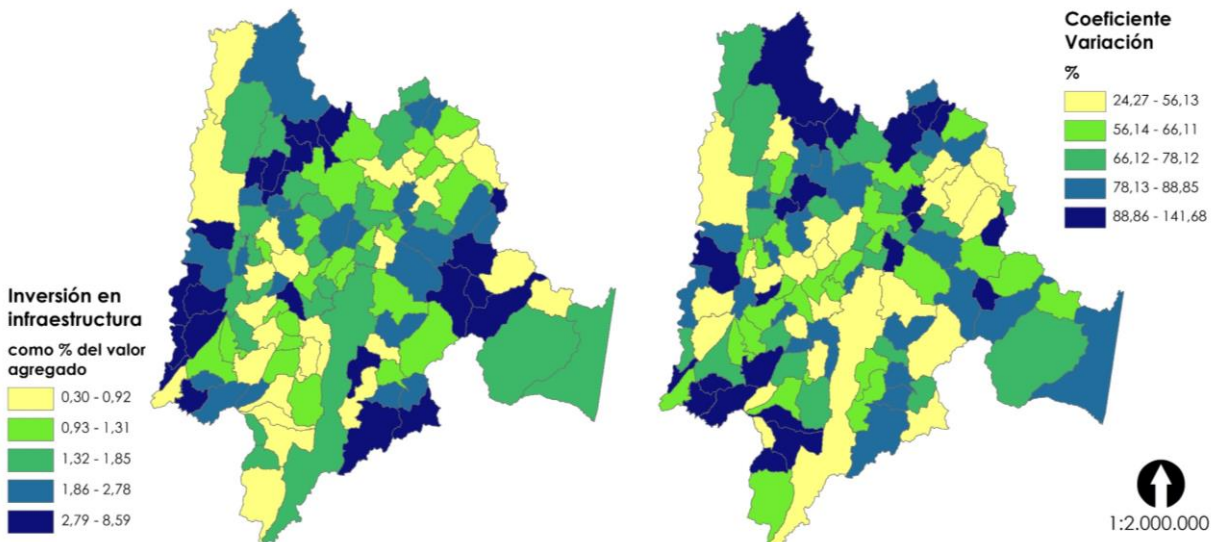 Inversión en
infraestructura
como % del valor
agregado
0,30 - 0,92
0,93 - 1,31
1,32 - 1,85
1,86 - 2,78
2,79 - 8,59
Coeficiente
Variación
%
24,27 - 56,13
56,14 - 66,11
66,12 - 78,12
78,13 - 88,85
88,86 - 141,68
1:2.000.000